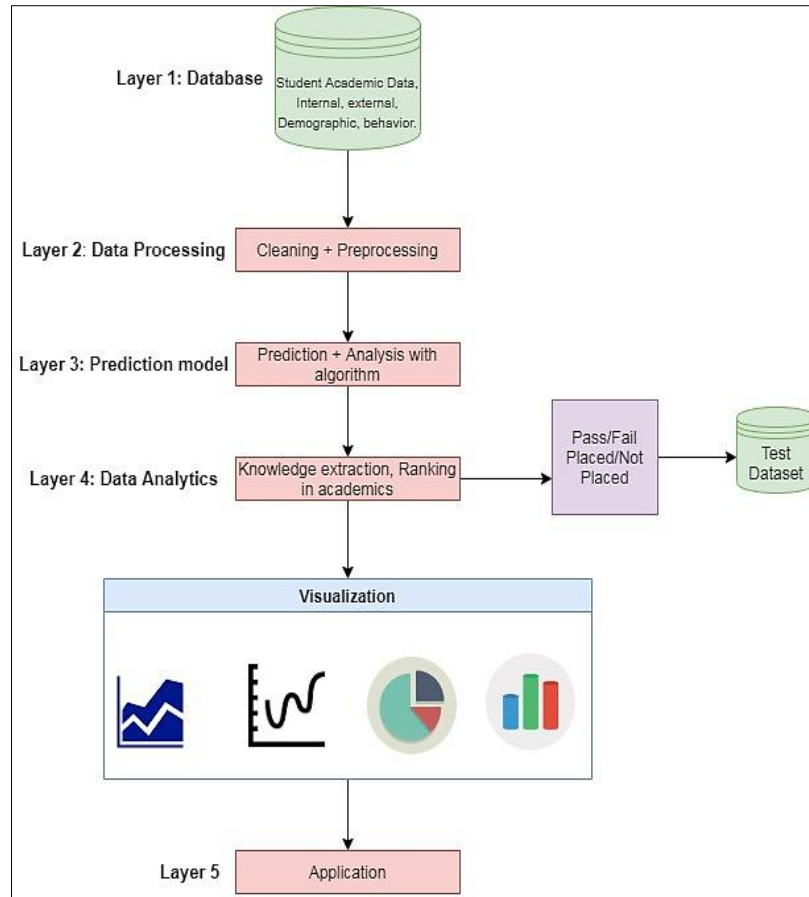 Layer 1: Database
Student Academic Data,
Internal, external,
Demographic, behavior.
Layer 2: Data Processing
Cleaning + Preprocessing
Layer 3: Prediction model
Prediction + Analysis with
algorithm
Layer 4: Data Analytics
Knowledge extraction, Ranking
in academics
Pass/Fail
Placed/Not
Placed
Test
Dataset
Visualization
Layer 5
Application